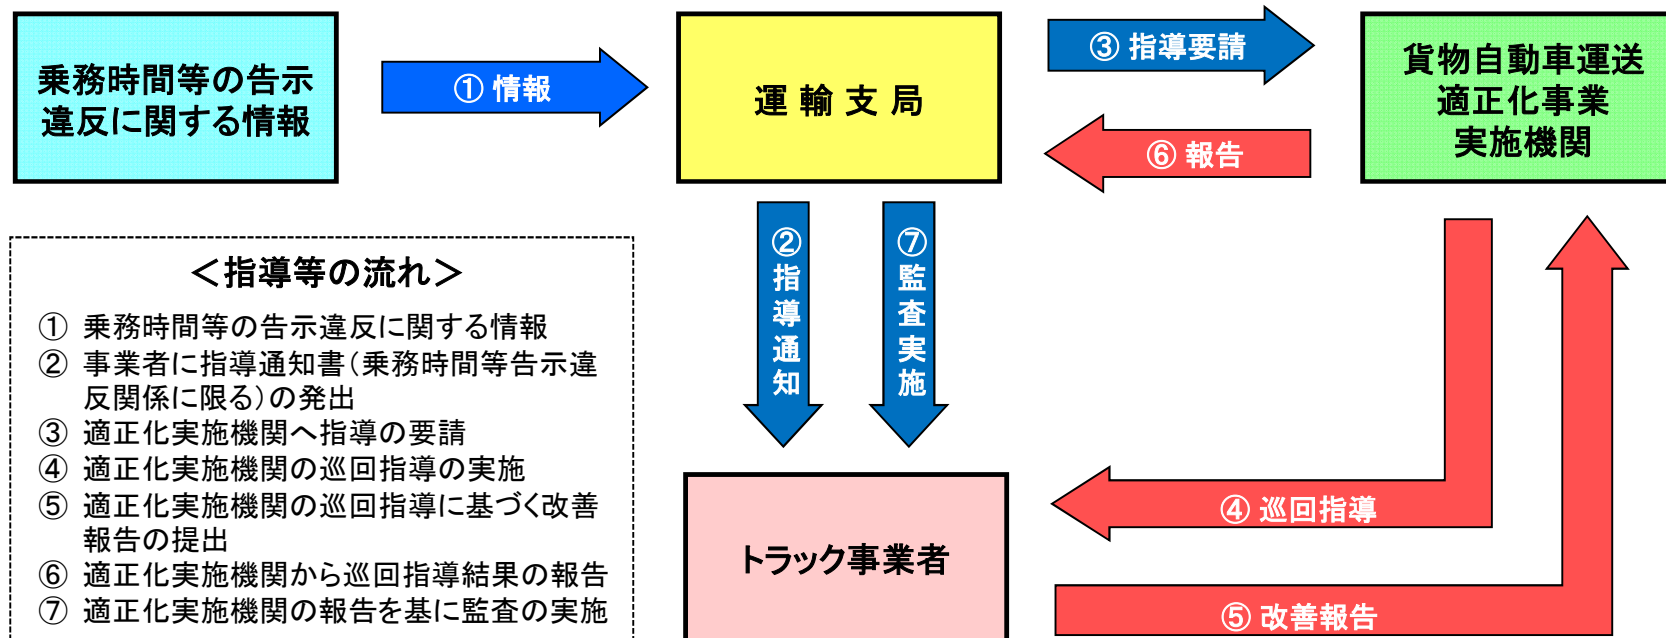 乗務時間等の告示
違反に関する情報
① 情報
運 輸 支 局
③ 指導要請
⑥ 報告
貨物自動車運送
適正化事業
実施機関
②指導通知
⑦監査実施
＜指導等の流れ＞
① 乗務時間等の告示違反に関する情報
② 事業者に指導通知書（乗務時間等告示違
反関係に限る）の発出
③ 適正化実施機関へ指導の要請
④ 適正化実施機関の巡回指導の実施
⑤ 適正化実施機関の巡回指導に基づく改善
報告の提出
⑥ 適正化実施機関から巡回指導結果の報告
⑦ 適正化実施機関の報告を基に監査の実施
トラック事業者
④ 巡回指導
⑤ 改善報告